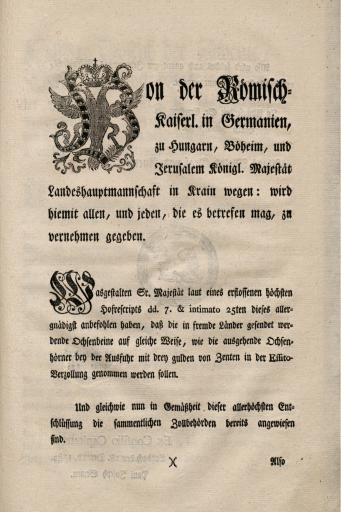 Von der Römisch-
Kaiserl. in Germanien,
zu Hungarn, Böheim, und
Jerusalem Königl. Majestät
Landeshauptmannschaft in Krain wegen: wird
hiemit allen, und jeden, die es betrefen mag, zu
vernehmen gegeben.
Wasgestalten Sr. Majestät laut eines erflossenen höchsten
Hofrescripts dd. 7. & intimato 25ten dieses aller-
gnädigst anbefohlen haben, daß die in fremde Länder gesendet wer-
dende Ochsenbeine auf gleiche Weise, wie die ausgehende Ochsen-
hörner bey der Ausfuhr mit drey gulden von Zenten in der Essito-
Verzollung genommen werden sollen.
Und gleichwie nun in Gemäßheit dieser allerhöchsten Ent-
schlüssung die sammentlichen Zollbehörden bereits angewiesen
sind.
X
Also